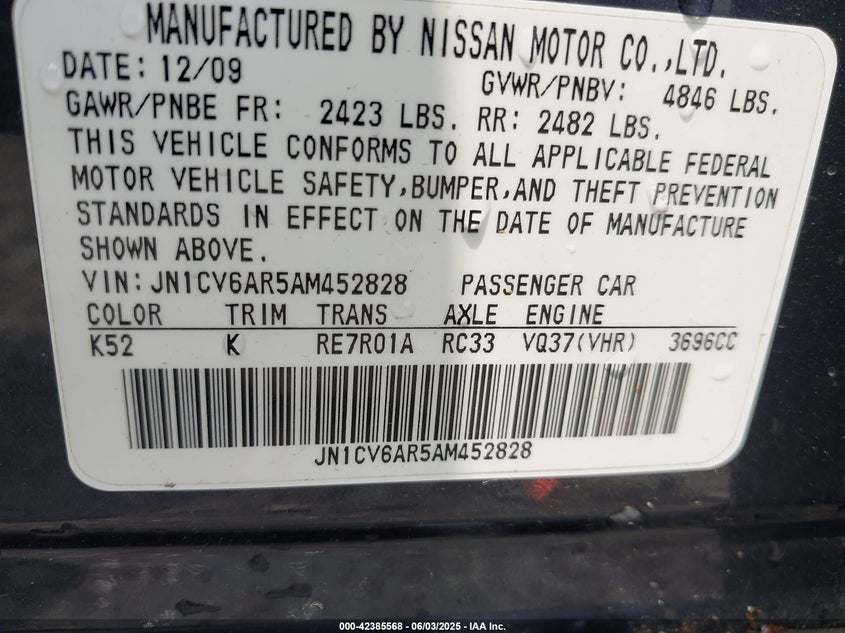 MANUFACTURED BY NISSAN MOTOR CO.,LTD.
DATE: 12/09 GVWR/PNBV: 4846 LBS.
GAWR/PNBE FR: 2423 LBS. RR: 2482 LBS.
THIS VEHICLE CONFORMS TO ALL APPLICABLE FEDERAL
MOTOR VEHICLE SAFETY,BUMPER,AND THEFT PREVENTION
STANDARDS IN EFFECT ON THE DATE OF MANUFACTURE
SHOWN ABOVE.
VIN:JN1CV6AR5AM452828 PASSENGER CAR
COLOR TRIM TRANS AXLE ENGINE
K52 K RE7R01A RC33 VQ37(VHR) 3696CC
JN1CV6AR5AM452828
000-42385568 - 06/03/2025 - IAA Inc.